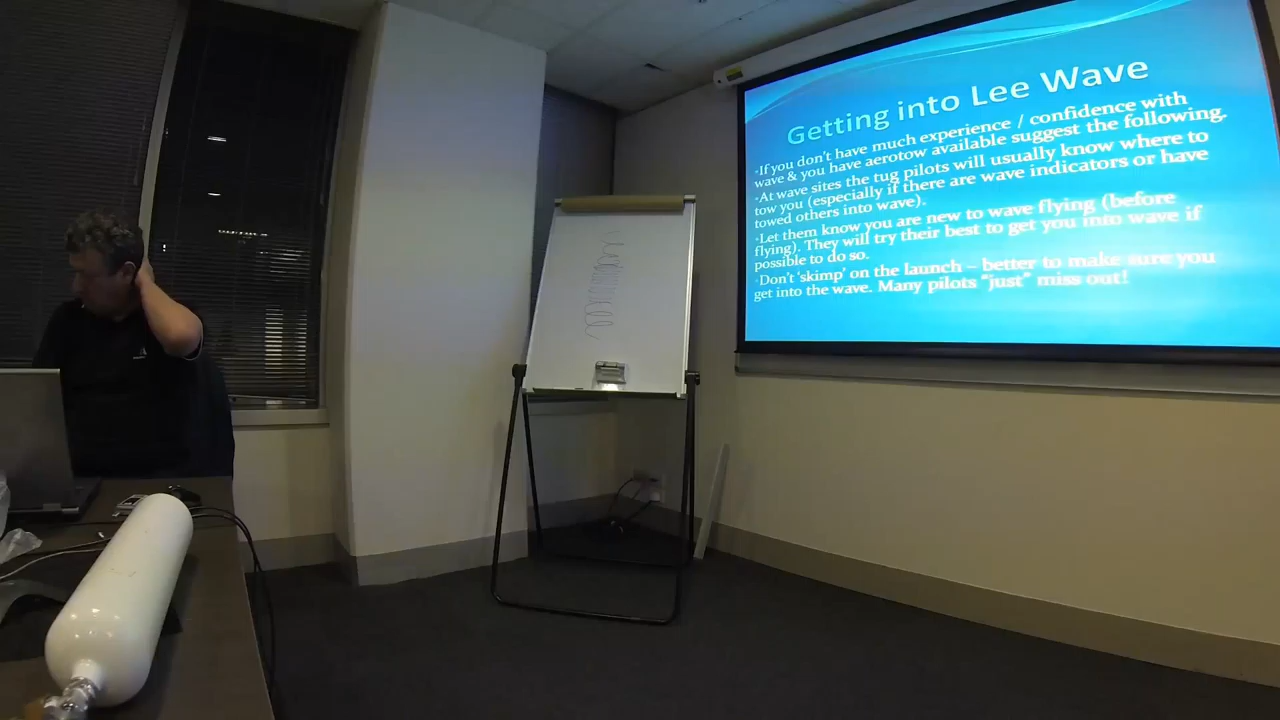 Getting into Lee Wave
•If you don't have much experience / confidence with
wave & you have aerotow available suggest the following.
•At wave sites the tug pilots will usually know where to
tow you (especially if there are wave indicators or have
towed others into wave).
•Let them know you are new to wave flying (before
flying). They will try their best to get you into wave if
possible to do so.
•Don't 'skimp' on the launch – better to make sure you
get into the wave. Many pilots "just" miss out!